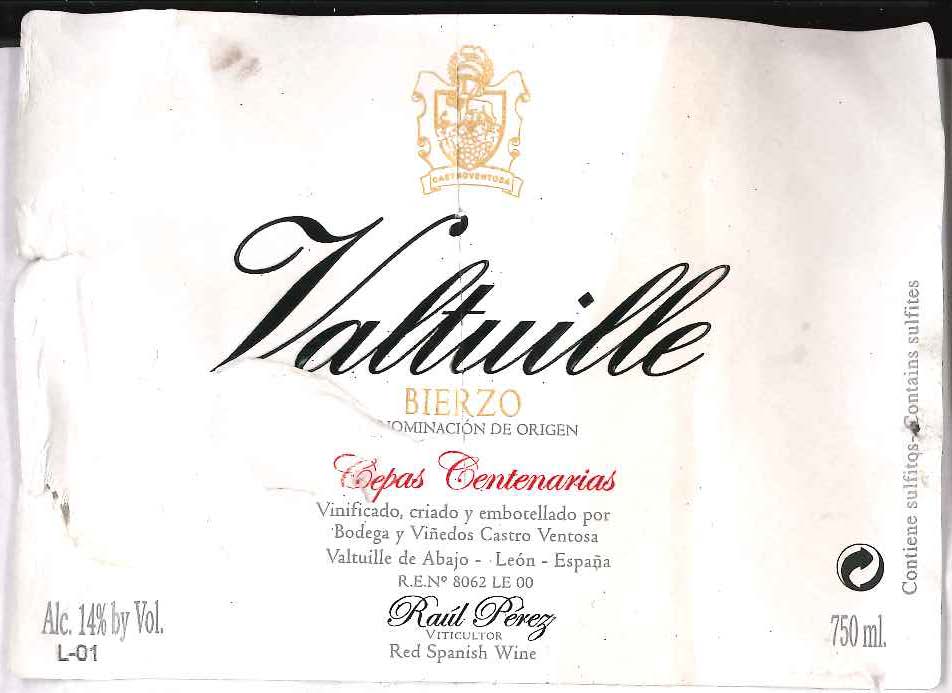 CASTROVENTOSA
Valtuille
BIERZO
NOMINACIÓN DE ORIGEN
Cepas Centenarias
Vinificado, criado y embotellado por
Bodega y Viñedos Castro Ventosa
Valtuille de Abajo - León - España
R.E.Nº 8062 LE 00
Raúl Pérez
VITICULTOR
Red Spanish Wine
Alc. 14% by Vol.
L-01
750 ml.
Contiene sulfitos-Contains sulfites